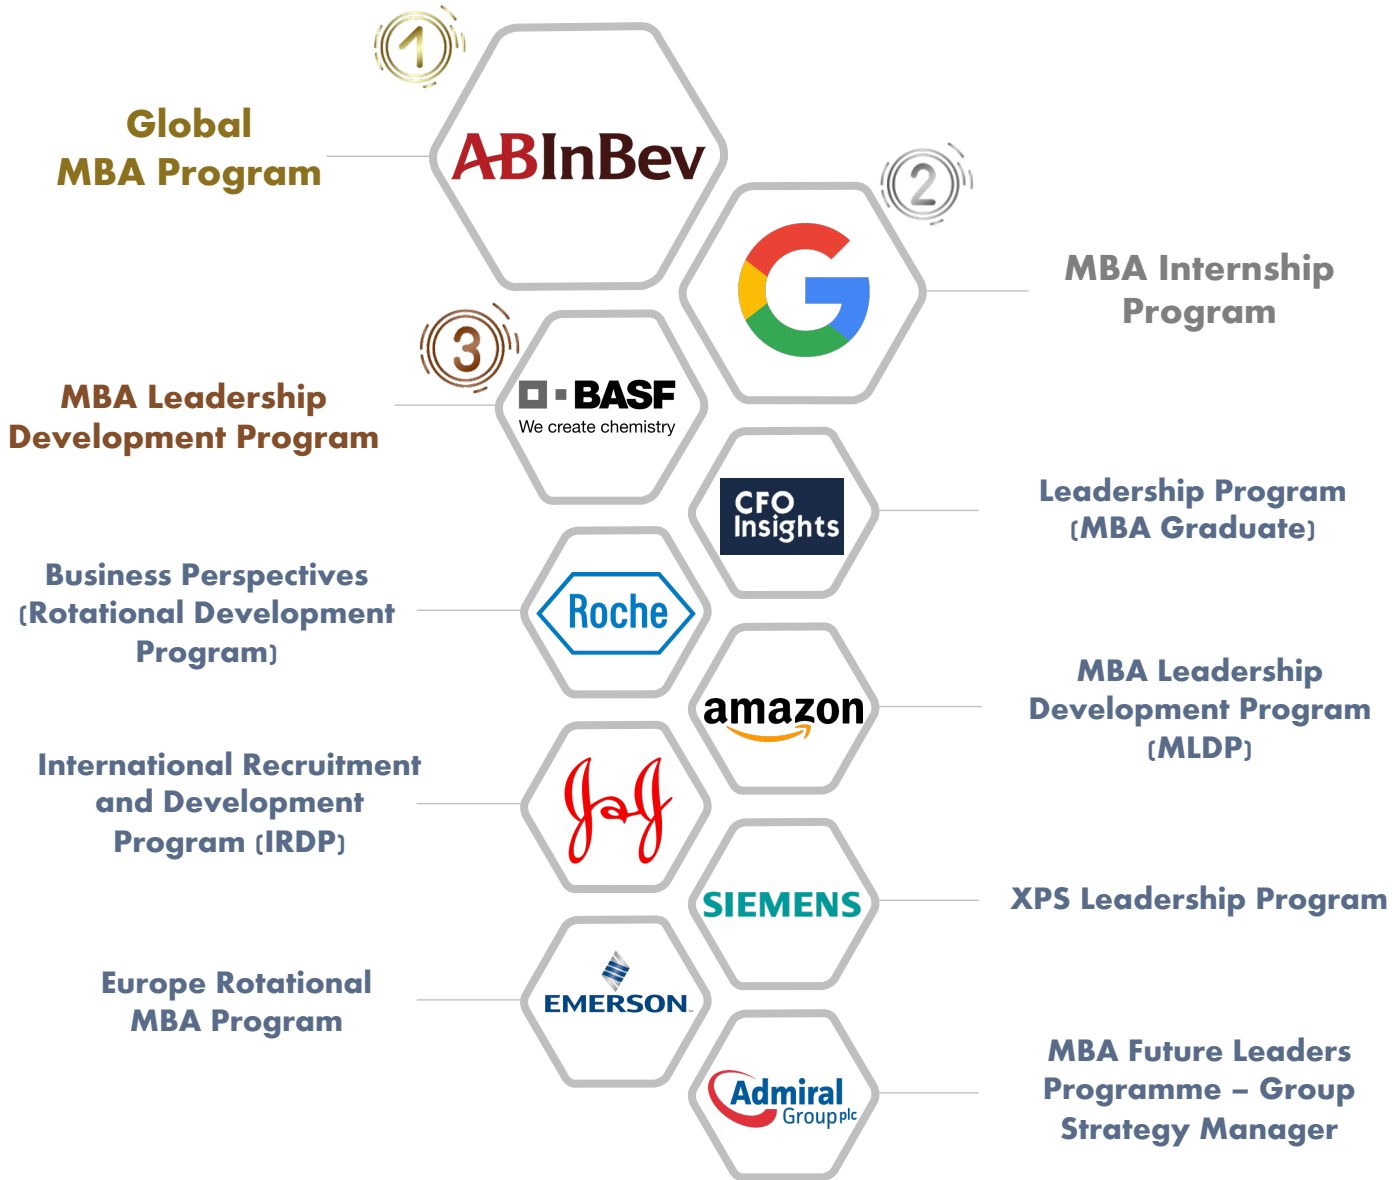 1
Global
MBA Program
ABInBev
2
MBA Internship
Program
3
MBA Leadership
Development Program
BASF
We create chemistry
CFO
Insights
Leadership Program
(MBA Graduate)
Business Perspectives
(Rotational Development
Program)
Roche
amazon
MBA Leadership
Development Program
(MLDP)
International Recruitment
and Development
Program (IRDP)
J&J
SIEMENS
XPS Leadership Program
Europe Rotational
MBA Program
EMERSON
Admiral
Group plc
MBA Future Leaders
Programme – Group
Strategy Manager